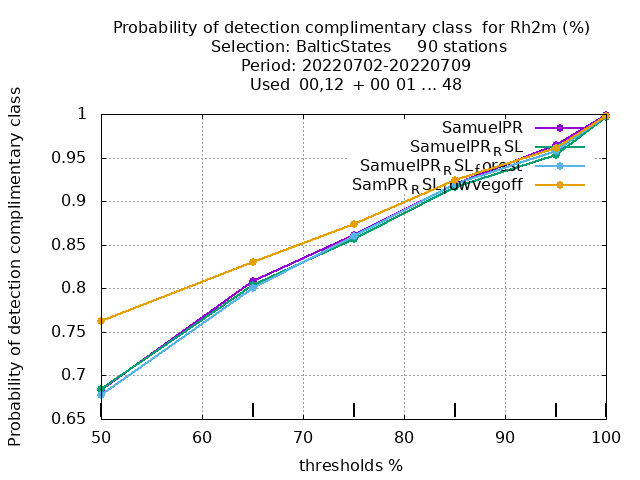 Probability of detection complimentary class  for Rh2m (%)
Selection: BalticStates     90 stations
Period: 20220702-20220709
Used  00,12  + 00 01 ... 48
Probability of detection complimentary class
1
0.95
0.9
0.85
0.8
0.75
0.7
0.65
50
60
70
80
90
100
thresholds %
SamuelPR
SamuelPR_RSL
SamuelPR_RSL_forest
SamPR_RSL_lowvegoff